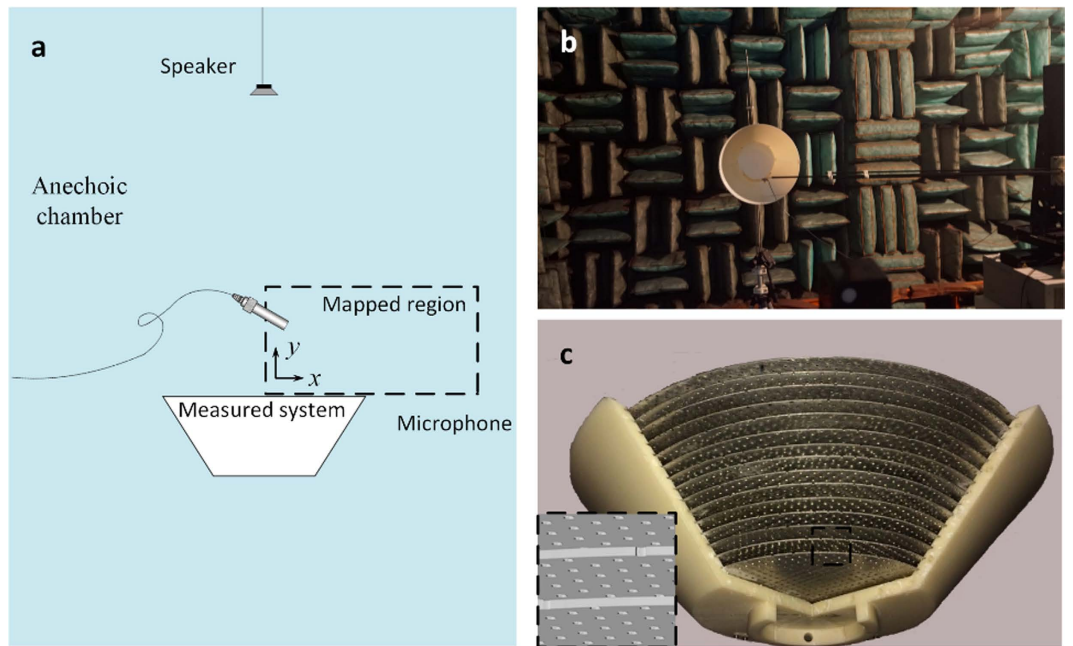 a
Speaker
Anechoic
chamber
Mapped region
y
x
Measured system
Microphone
b
c